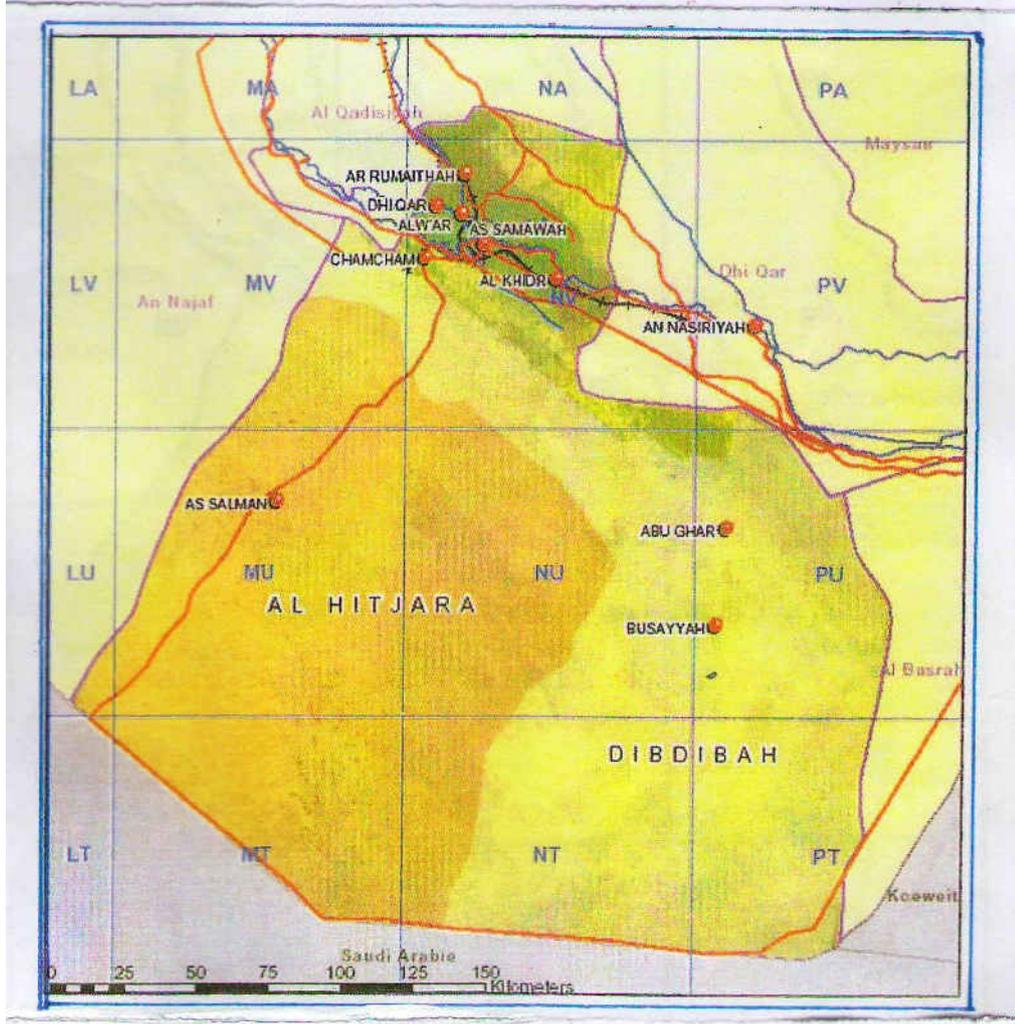 LA MA NA PA
Al Qadisiyah
Maysan
AR RUMAITHAH
DHI QAR
ALW'AR AS SAMAWAH
CHAMCHAM
Dhi Qar
LV MV AL KHIDR PV
An Najaf NV
AN NASIRIYAH
AS SALMAN
ABU GHAR
LU MU NU PU
AL HITJARA
BUSAYYAH
Al Basrah
DIBDIBAH
LT MT NT PT
Koeweit
Saudi Arabie
0 25 50 75 100 125 150
Kilometers